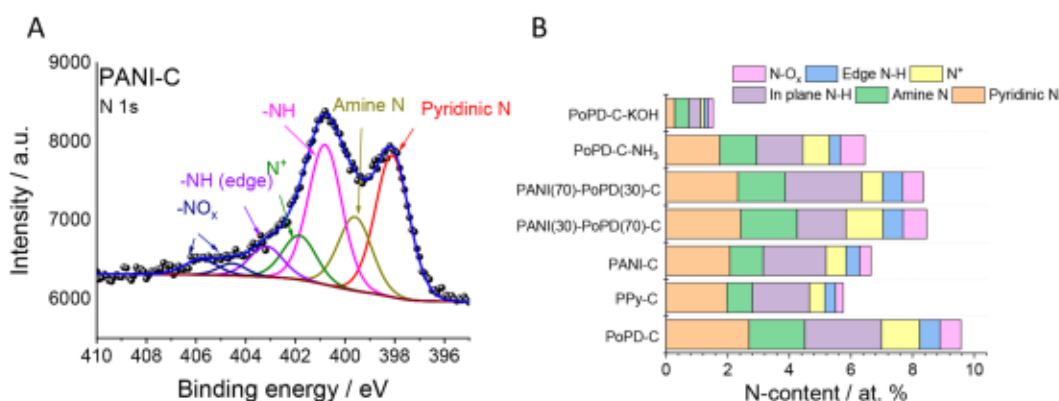 A
B
PANI-C
N 1s
-NH
Amine N
Pyridinic N
N⁺
-NH (edge)
-NOₓ
9000
8000
7000
6000
Intensity / a.u.
410 408 406 404 402 400 398 396
Binding energy / eV
N-Oₓ Edge N-H N⁺
In plane N-H Amine N Pyridinic N
PoPD-C-KOH
PoPD-C-NH₃
PANI(70)-PoPD(30)-C
PANI(30)-PoPD(70)-C
PANI-C
PPy-C
PoPD-C
0 2 4 6 8 10
N-content / at. %